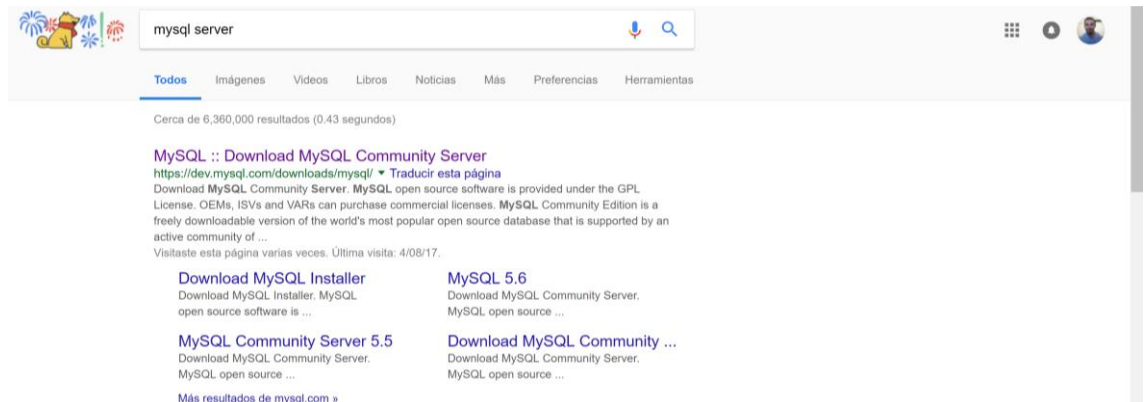 mysql server
Todos Imágenes Videos Libros Noticias Más Preferencias Herramientas
Cerca de 6,360,000 resultados (0.43 segundos)
MySQL :: Download MySQL Community Server
https://dev.mysql.com/downloads/mysql/ ▼ Traducir esta página
Download MySQL Community Server. MySQL open source software is provided under the GPL
License. OEMs, ISVs and VARs can purchase commercial licenses. MySQL Community Edition is a
freely downloadable version of the world's most popular open source database that is supported by an
active community of ...
Visitaste esta página varias veces. Última visita: 4/08/17.
Download MySQL Installer
Download MySQL Installer. MySQL
open source software is ...
MySQL 5.6
Download MySQL Community Server.
MySQL open source ...
MySQL Community Server 5.5
Download MySQL Community Server.
MySQL open source ...
Download MySQL Community ...
Download MySQL Community Server.
MySQL open source ...
Más resultados de mysql.com »